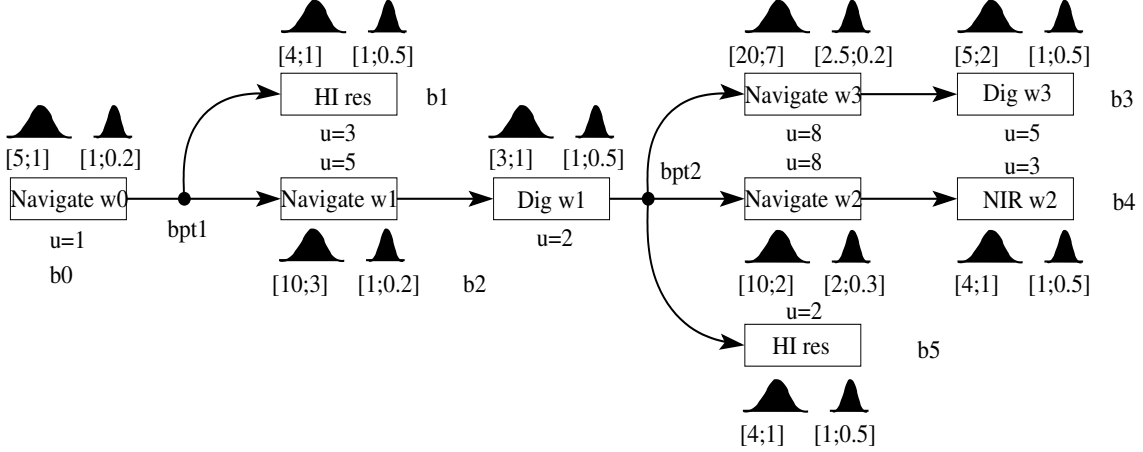 [4;1] [1;0.5]
HI res b1
u=3
[20;7] [2.5;0.2] [5;2] [1;0.5]
Navigate w3 Dig w3 b3
u=8 u=5
[5;1] [1;0.2]
Navigate w0
u=1
b0
bpt1
u=5
Navigate w1
[10;3] [1;0.2] b2
[3;1] [1;0.5]
Dig w1
u=2
bpt2
u=8 u=3
Navigate w2 NIR w2 b4
[10;2] [2;0.3] [4;1] [1;0.5]
u=2
HI res b5
[4;1] [1;0.5]